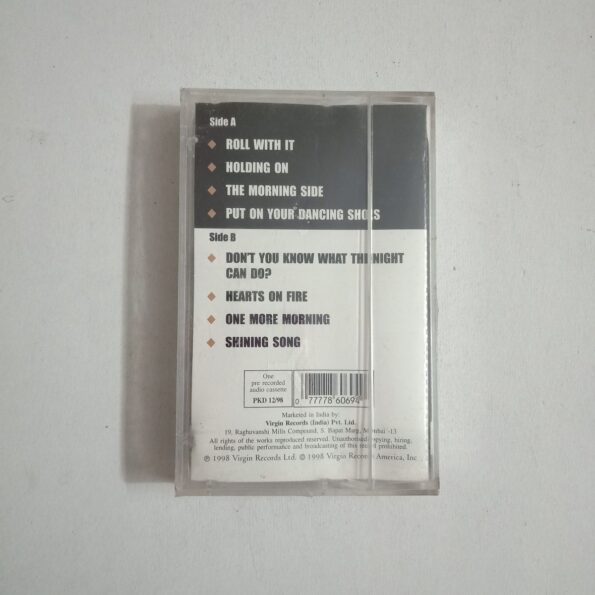 Side A
ROLL WITH IT
HOLDING ON
THE MORNING SIDE
PUT ON YOUR DANCING SHOES
Side B
DON'T YOU KNOW WHAT THE NIGHT
CAN DO?
HEARTS ON FIRE
ONE MORE MORNING
SHINING SONG
One
pre recorded
audio cassette
PKD 12/98
0 77778 60694
Marketed in India by:
Virgin Records (India) Pvt. Ltd.
19, Raghuvanshi Mills Compound, S. Bapat Marg, Mumbai -13
All rights of the works reproduced reserved. Unauthorised copying, hiring,
lending, public performance and broadcasting of this record prohibited.
℗ 1998 Virgin Records Ltd. © 1998 Virgin Records America, Inc